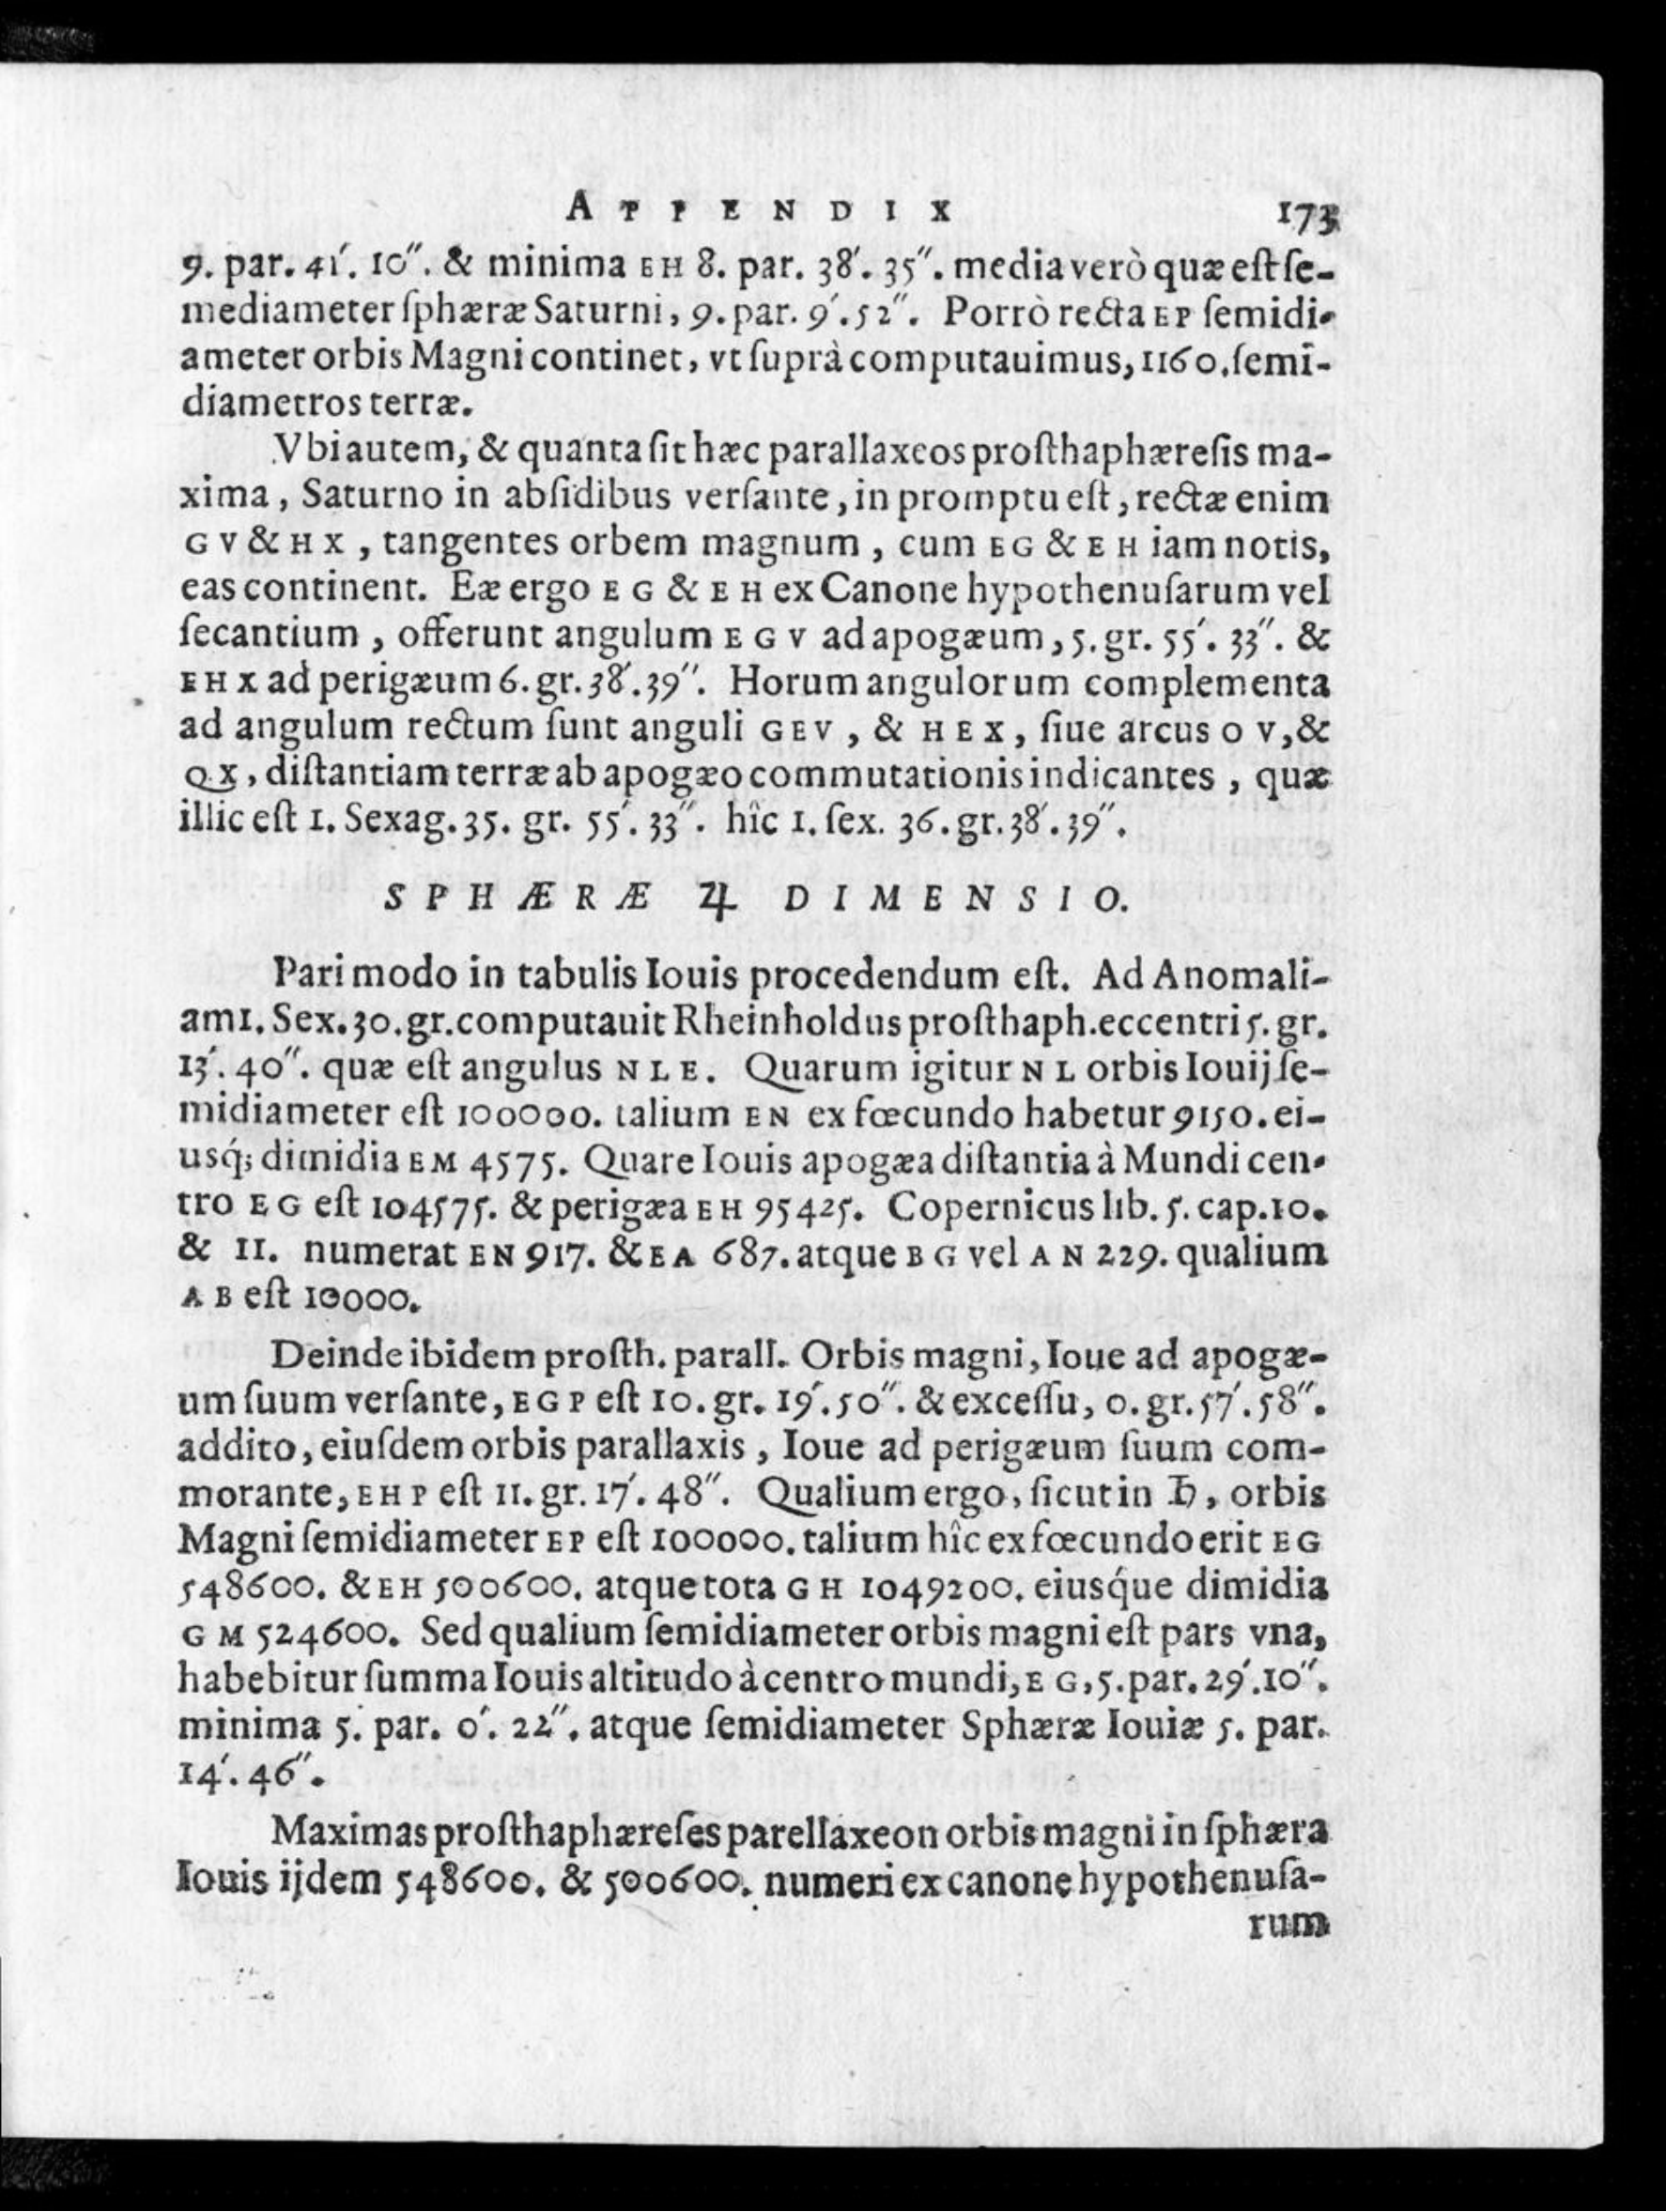 APPENDIX 173
9. par. 41′. 10″. & minima EH 8. par. 38′. 35″. media verò quæ eſt ſe-
mediameter ſphæræ Saturni, 9. par. 9′. 52″. Porrò recta EP ſemidi-
ameter orbis Magni continet, vt ſuprà computauimus, 1160. ſemi-
diametros terræ.
Vbi autem, & quanta ſit hæc parallaxeos proſthaphæreſis ma-
xima, Saturno in abſidibus verſante, in promptu eſt, rectæ enim
GV & HX, tangentes orbem magnum, cum EG & EH iam notis,
eas continent. Eæ ergo EG & EH ex Canone hypothenuſarum vel
ſecantium, offerunt angulum EGV ad apogæum, 5. gr. 55′. 33″. &
EHX ad perigæum 6. gr. 38′. 39″. Horum angulorum complementa
ad angulum rectum ſunt anguli GEV, & HEX, ſiue arcus OV, &
QX, diſtantiam terræ ab apogæo commutationis indicantes, quæ
illic eſt 1. Sexag. 35. gr. 55′. 33″. hîc 1. ſex. 36. gr. 38′. 39″.
SPHÆRÆ ♃ DIMENSIO.
Pari modo in tabulis Iouis procedendum eſt. Ad Anomali-
am 1. Sex. 30. gr. computauit Rheinholdus proſthaph. eccentri 5. gr.
13′. 40″. quæ eſt angulus NLE. Quarum igitur NL orbis Iouij ſe-
midiameter eſt 100000. talium EN ex fœcundo habetur 9150. ei-
usq́; dimidia EM 4575. Quare Iouis apogæa diſtantia à Mundi cen-
tro EG eſt 104575. & perigæa EH 95425. Copernicus lib. 5. cap. 10.
& 11. numerat EN 917. & EA 687. atque BG vel AN 229. qualium
AB eſt 10000.
Deinde ibidem proſth. parall. Orbis magni, Ioue ad apogæ-
um ſuum verſante, EGP eſt 10. gr. 19′. 50″. & exceſſu, 0. gr. 57′. 58″.
addito, eiuſdem orbis parallaxis, Ioue ad perigæum ſuum com-
morante, EHP eſt 11. gr. 17′. 48″. Qualium ergo, ſicut in ♄, orbis
Magni ſemidiameter EP eſt 100000. talium hîc ex fœcundo erit EG
548600. & EH 500600. atque tota GH 1049200. eiusq́ue dimidia
GM 524600. Sed qualium ſemidiameter orbis magni eſt pars vna,
habebitur ſumma Iouis altitudo à centro mundi, EG, 5. par. 29′. 10″.
minima 5. par. 0′. 22″. atque ſemidiameter Sphæræ Iouiæ 5. par.
14′. 46″.
Maximas proſthaphæreſes parellaxeon orbis magni in ſphæra
Iouis ijdem 548600. & 500600. numeri ex canone hypothenuſa-
rum